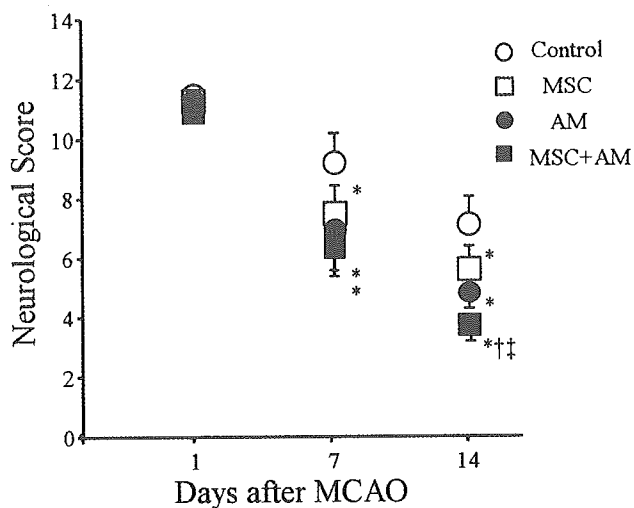 14
12
10
8
6
4
2
0
Neurological Score
Control
MSC
AM
MSC+AM
*
*
*
*
*
*†‡
1
7
14
Days after MCAO